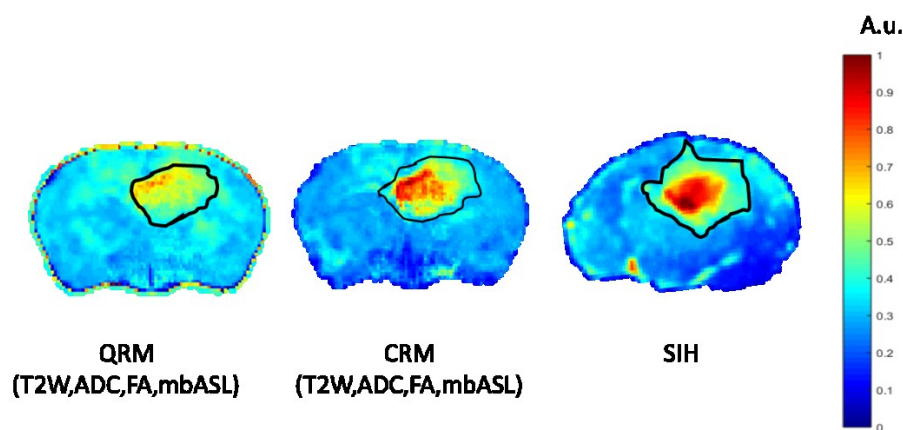 A.u.
1
0.9
0.8
0.7
0.6
0.5
0.4
0.3
0.2
0.1
0
QRM
(T2W,ADC,FA,mbASL)
CRM
(T2W,ADC,FA,mbASL)
SIH